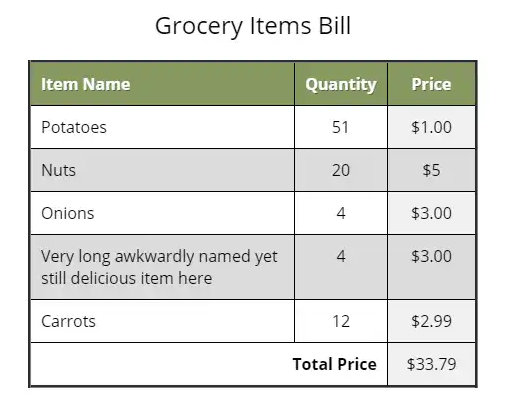 Grocery Items Bill
Item Name Quantity Price
Potatoes 51 $1.00
Nuts 20 $5
Onions 4 $3.00
Very long awkwardly named yet 4 $3.00
still delicious item here
Carrots 12 $2.99
Total Price $33.79